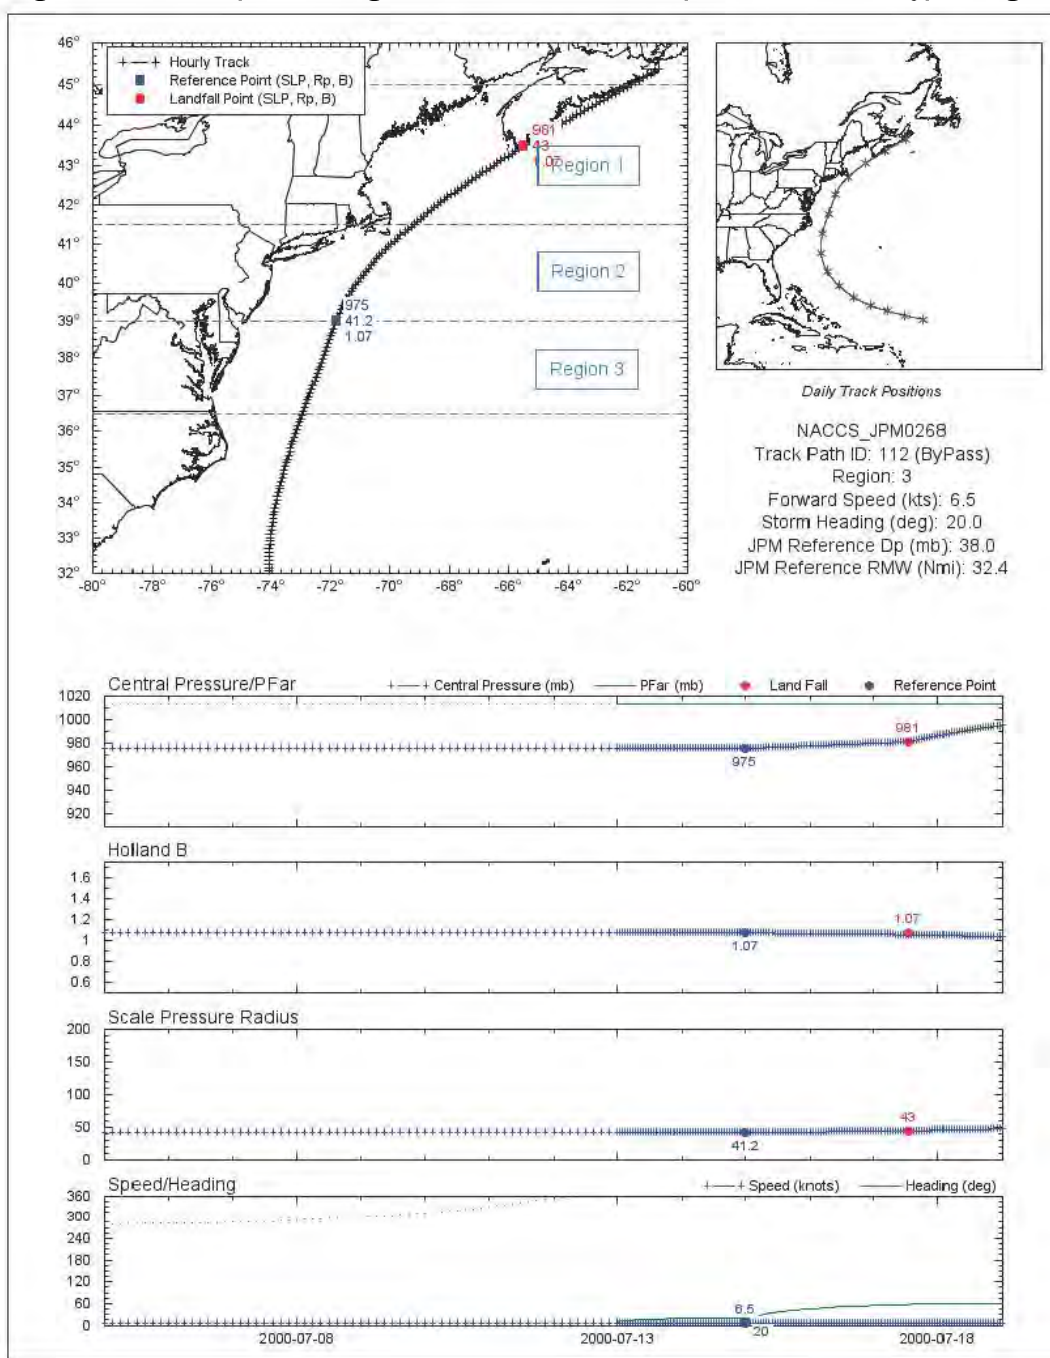 46°
45°
44°
43°
42°
41°
40°
39°
38°
37°
36°
35°
34°
33°
32°
-80°
-78°
-76°
-74°
-72°
-70°
-68°
-66°
-64°
-62°
-60°
Hourly Track
Reference Point (SLP, Rp, B)
Landfall Point (SLP, Rp, B)
981
43
1.07
Region 1
Region 2
975
41.2
1.07
Region 3
Daily Track Positions
NACCS_JPM0268
Track Path ID: 112 (ByPass)
Region: 3
Forward Speed (kts): 6.5
Storm Heading (deg): 20.0
JPM Reference Dp (mb): 38.0
JPM Reference RMW (Nmi): 32.4
Central Pressure/PFar
Central Pressure (mb)
PFar (mb)
Land Fall
Reference Point
1020
1000
980
960
940
920
981
975
Holland B
1.6
1.4
1.2
1
0.8
0.6
1.07
1.07
Scale Pressure Radius
200
150
100
50
0
43
41.2
Speed/Heading
Speed (knots)
Heading (deg)
360
300
240
180
120
60
0
6.5
20
2000-07-08
2000-07-13
2000-07-18